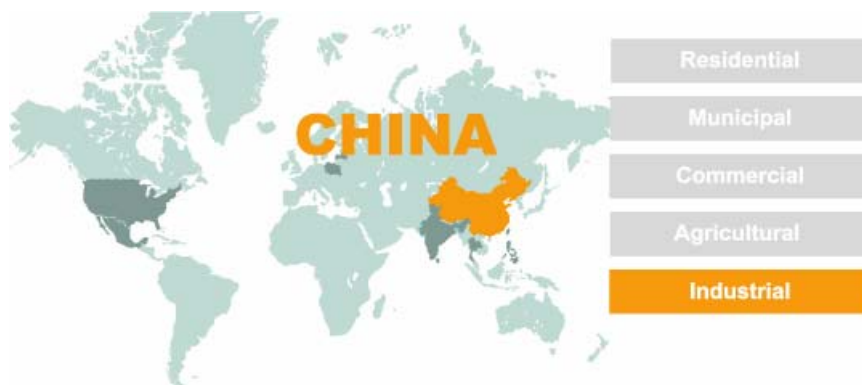 CHINA
Residential
Municipal
Commercial
Agricultural
Industrial